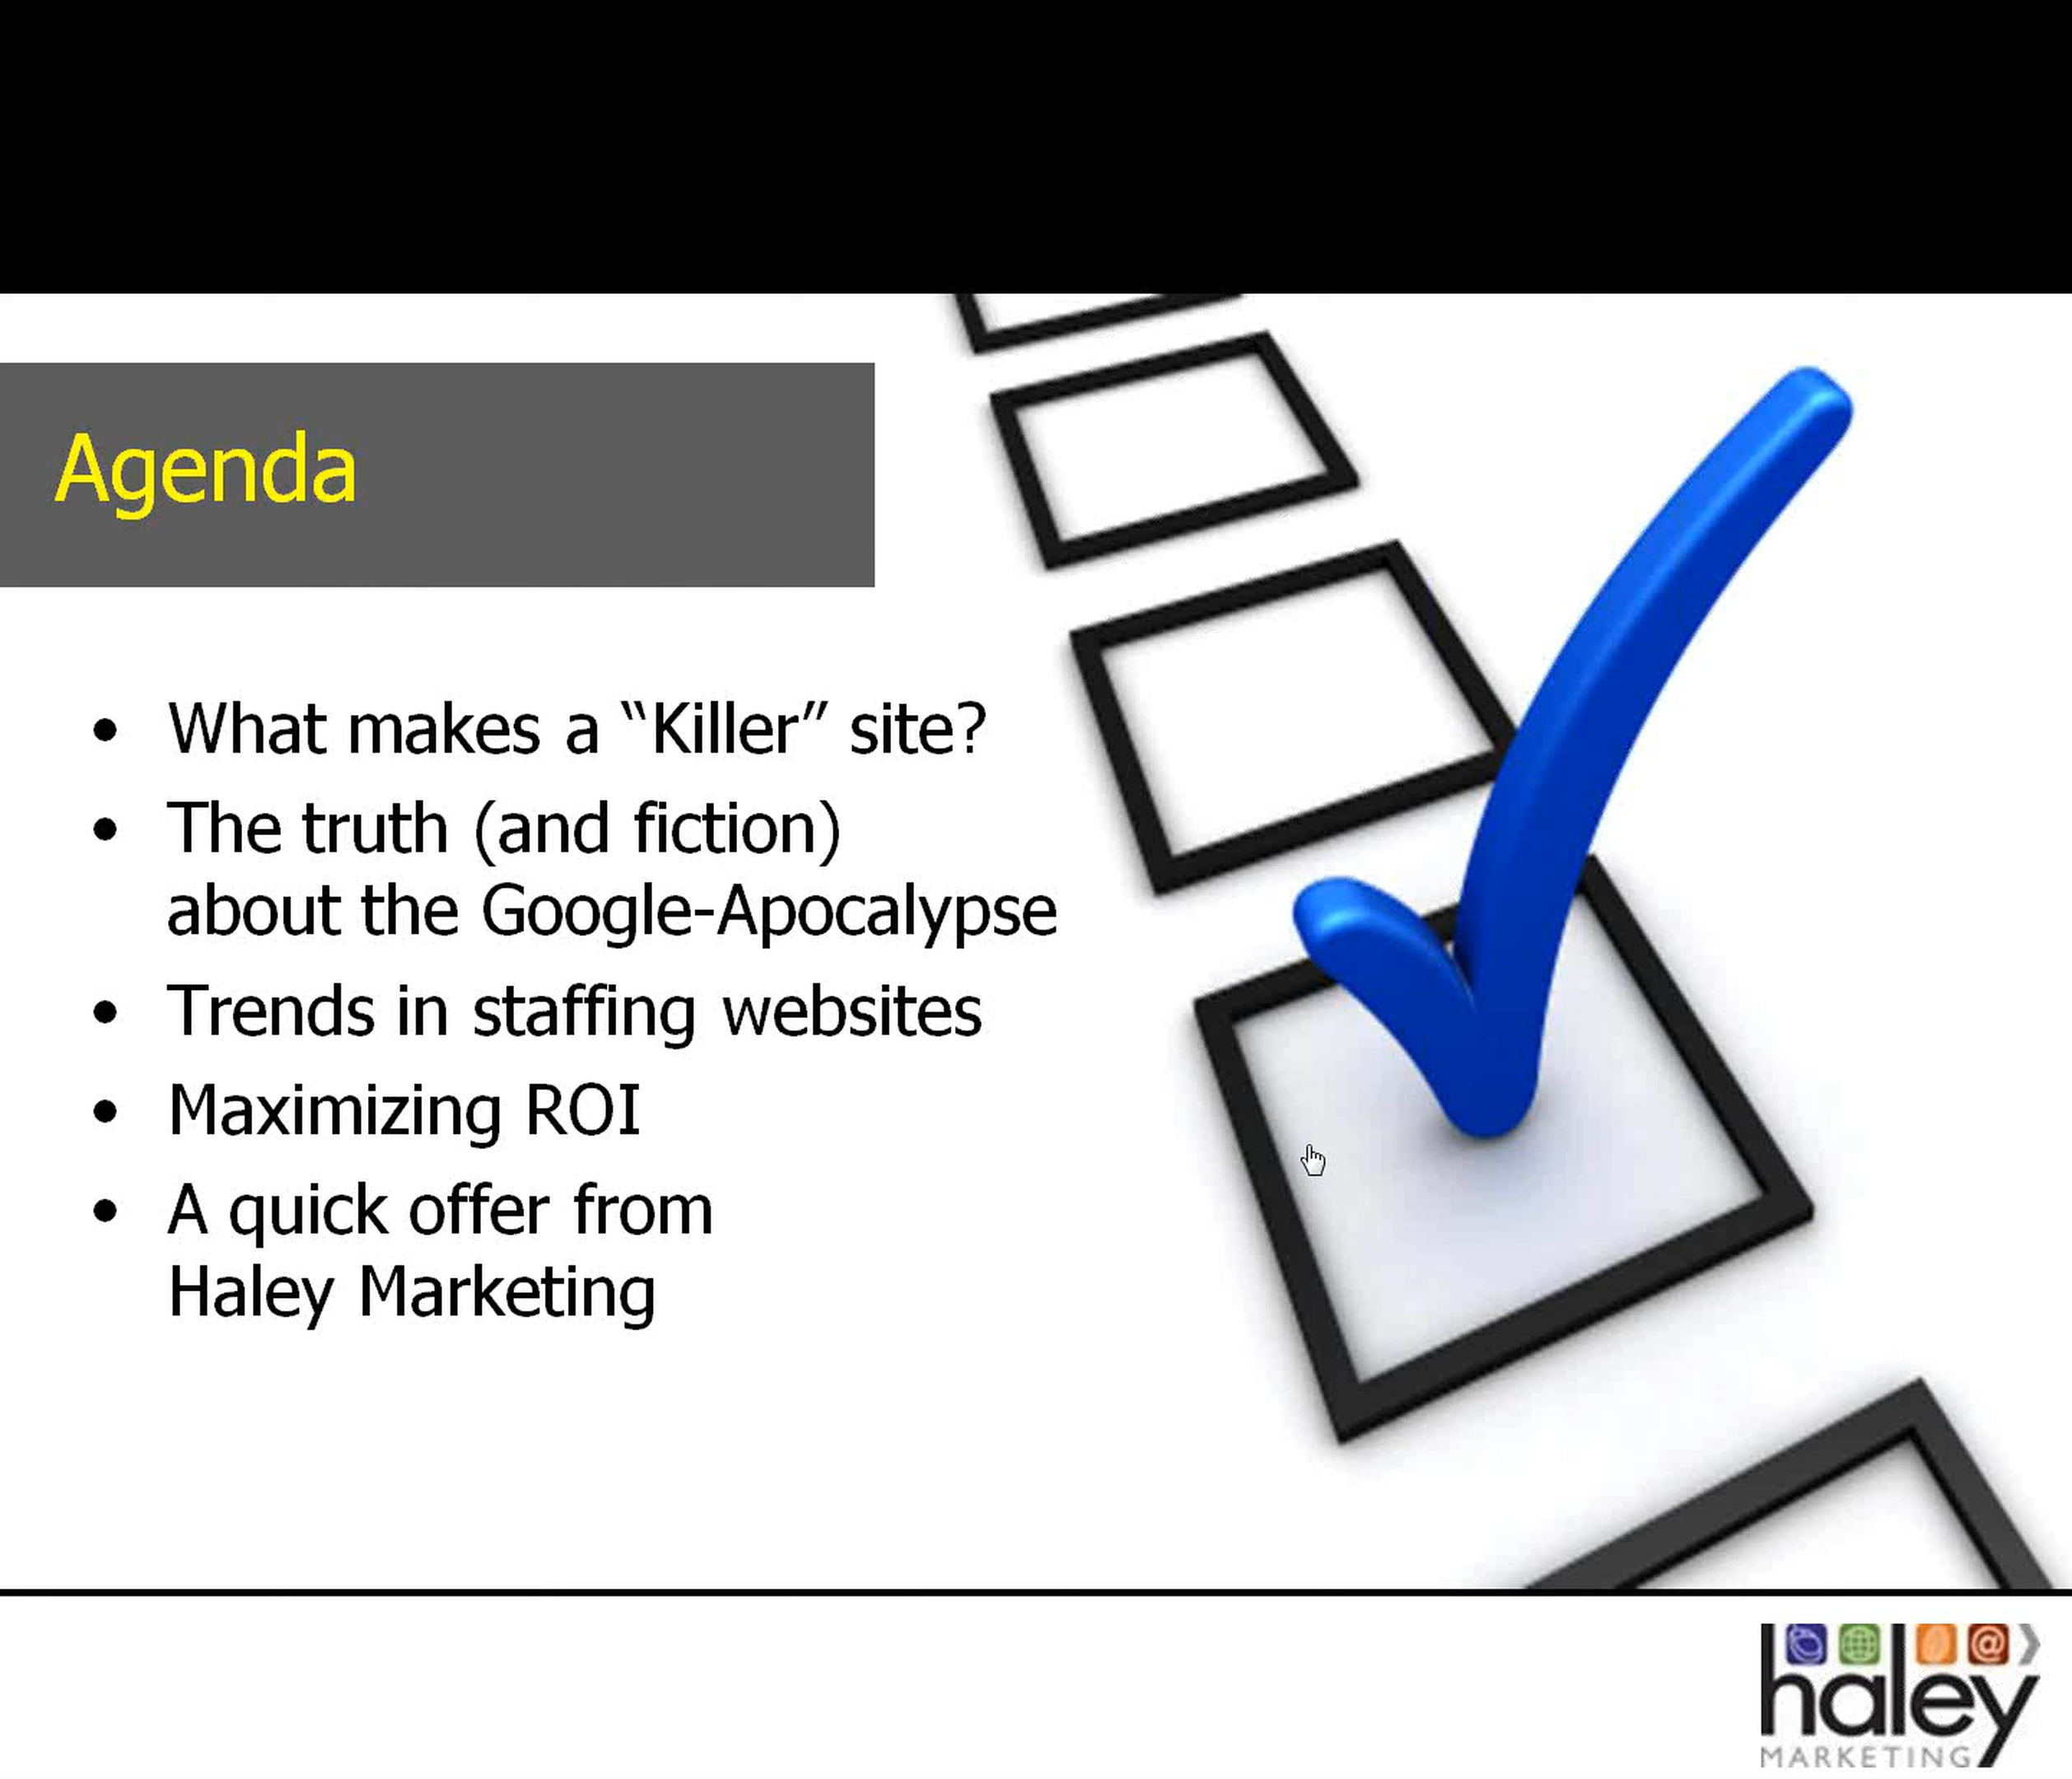 Agenda
• What makes a “Killer” site?
• The truth (and fiction)
about the Google-Apocalypse
• Trends in staffing websites
• Maximizing ROI
• A quick offer from
Haley Marketing
@
haley
MARKETING